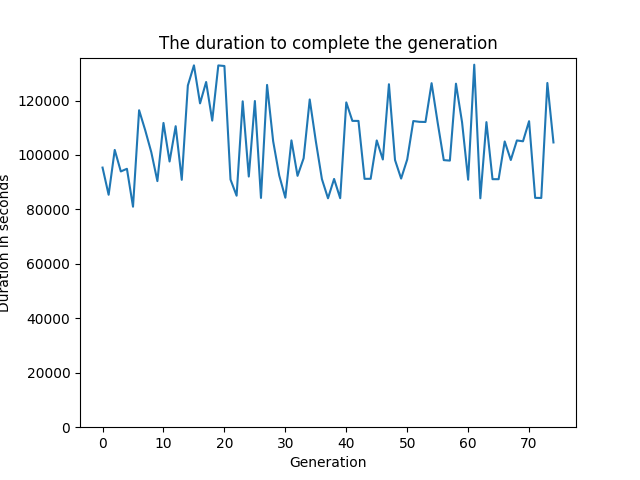 The duration to complete the generation
120000
100000
80000
60000
40000
20000
0
Duration in seconds
0 10 20 30 40 50 60 70
Generation